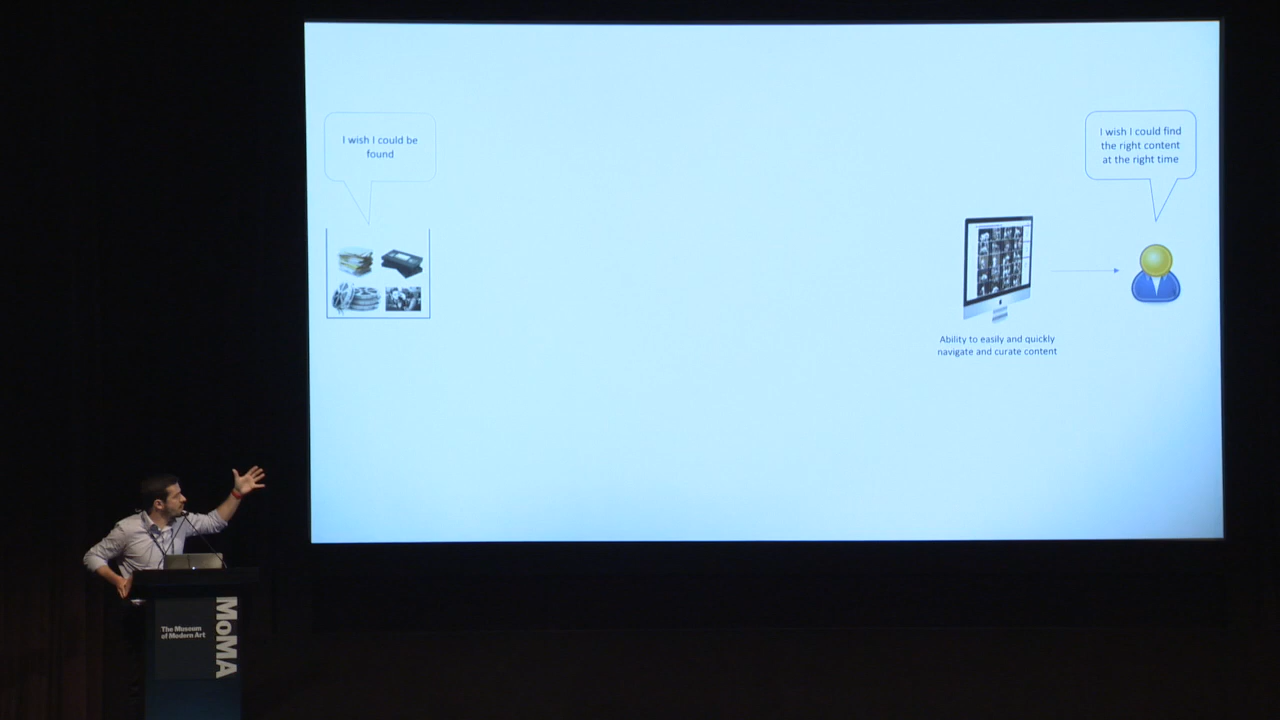 I wish I could be
found
I wish I could find
the right content
at the right time
Ability to easily and quickly
navigate and curate content
The Museum
of Modern Art
MoMA